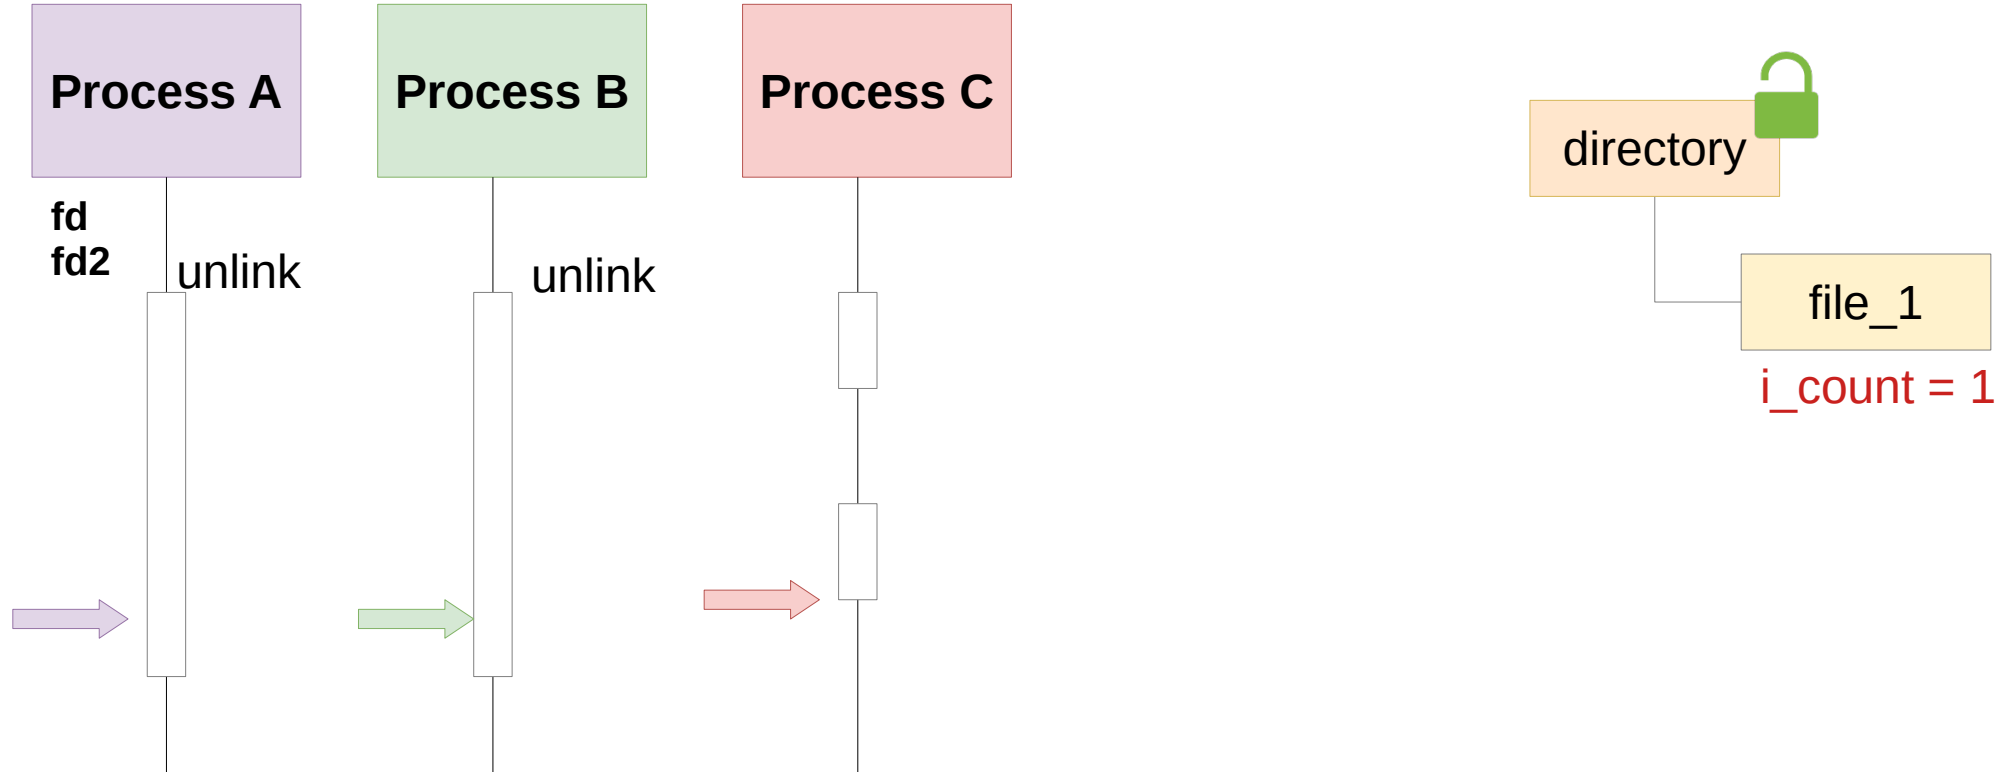 Process A
Process B
Process C
directory
fd
fd2
unlink
unlink
file_1
i_count = 1